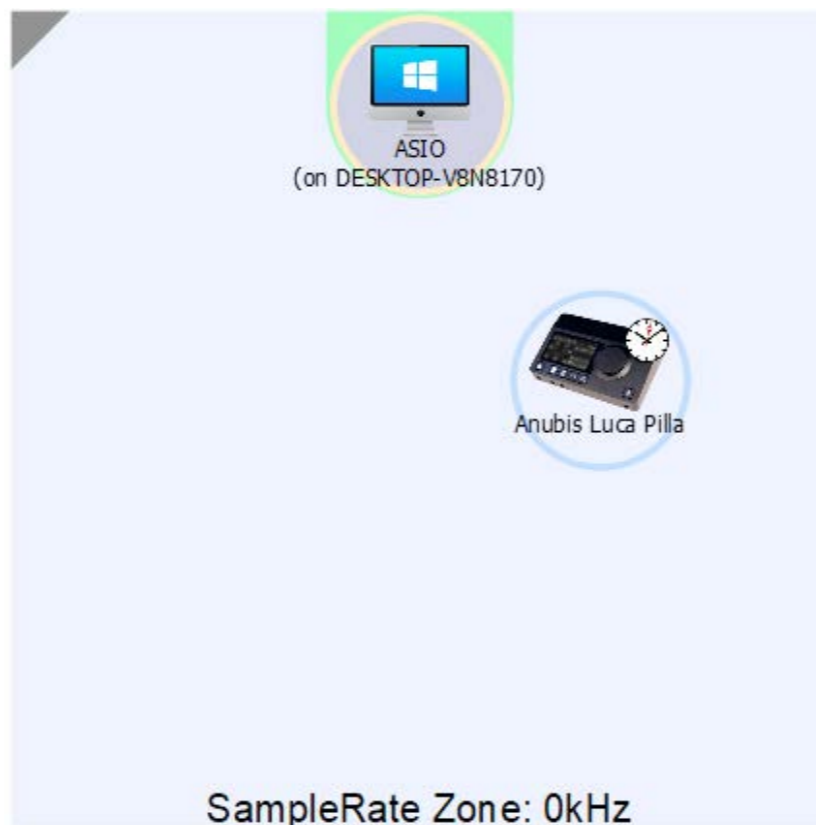 ASIO
(on DESKTOP-V8N8170)
Anubis Luca Pilla
SampleRate Zone: 0kHz